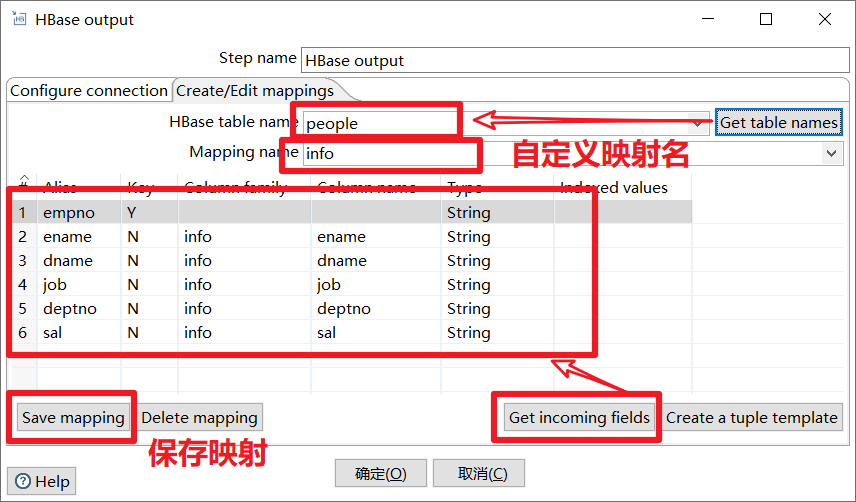 HBase output
Step name HBase output
Configure connection Create/Edit mappings
HBase table name people Get table names
Mapping name info
自定义映射名
# Alias Key Column family Column name Type Indexed values
1 empno Y String
2 ename N info ename String
3 dname N info dname String
4 job N info job String
5 deptno N info deptno String
6 sal N info sal String
Save mapping Delete mapping Get incoming fields Create a tuple template
保存映射
确定(O) 取消(C)
Help